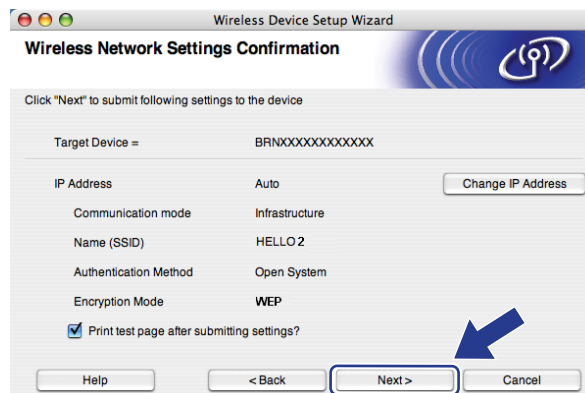 Wireless Device Setup Wizard
Wireless Network Settings Confirmation
Click "Next" to submit following settings to the device
Target Device = BRNXXXXXXXXXXXX
IP Address Auto Change IP Address
Communication mode Infrastructure
Name (SSID) HELLO 2
Authentication Method Open System
Encryption Mode WEP
Print test page after submitting settings?
Help < Back Next > Cancel